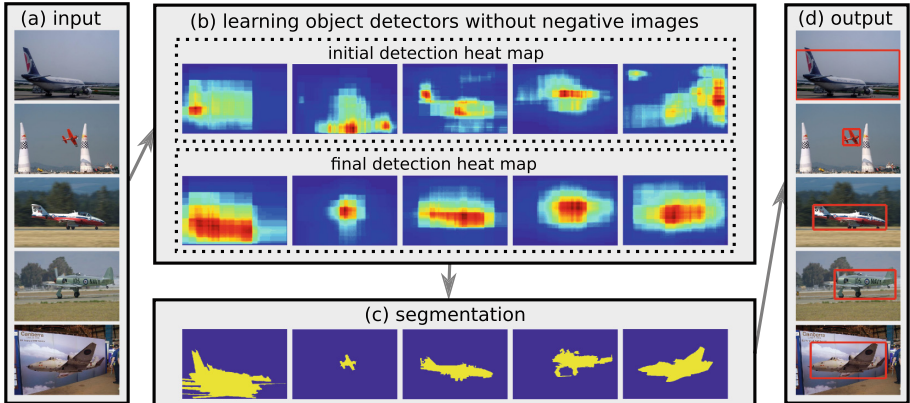 (a) input
(b) learning object detectors without negative images
initial detection heat map
final detection heat map
(c) segmentation
(d) output